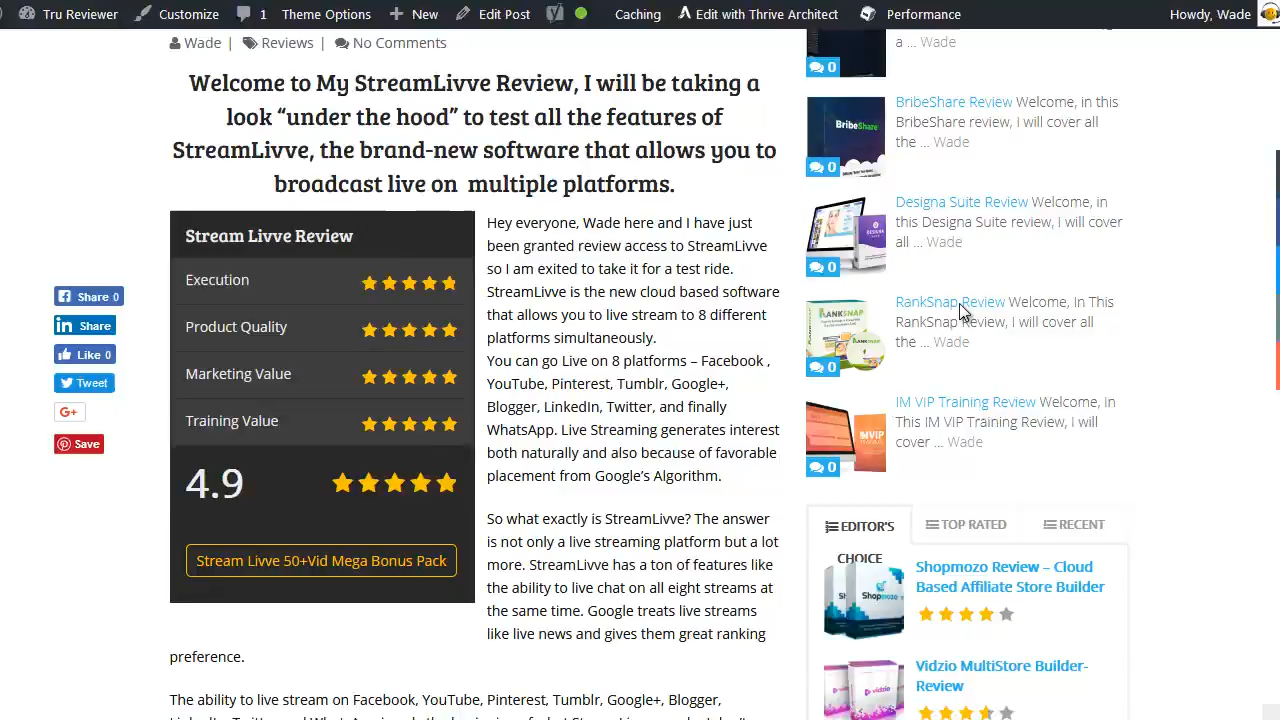 Tru Reviewer Customize 1 Theme Options New Edit Post Caching Edit with Thrive Architect Performance Howdy, Wade
Wade | Reviews | No Comments
Welcome to My StreamLivve Review, I will be taking a
look “under the hood” to test all the features of
StreamLivve, the brand-new software that allows you to
broadcast live on multiple platforms.
Stream Livve Review
Execution
Product Quality
Marketing Value
Training Value
4.9
Stream Livve 50+Vid Mega Bonus Pack
Hey everyone, Wade here and I have just
been granted review access to StreamLivve
so I am exited to take it for a test ride.
StreamLivve is the new cloud based software
that allows you to live stream to 8 different
platforms simultaneously.
You can go Live on 8 platforms – Facebook ,
YouTube, Pinterest, Tumblr, Google+,
Blogger, LinkedIn, Twitter, and finally
WhatsApp. Live Streaming generates interest
both naturally and also because of favorable
placement from Google’s Algorithm.
So what exactly is StreamLivve? The answer
is not only a live streaming platform but a lot
more. StreamLivve has a ton of features like
the ability to live chat on all eight streams at
the same time. Google treats live streams
like live news and gives them great ranking
preference.
The ability to live stream on Facebook, YouTube, Pinterest, Tumblr, Google+, Blogger,
Share 0
Share
Like 0
Tweet
G+
Save
a ... Wade
0
BribeShare
BribeShare Review Welcome, in this
BribeShare review, I will cover all
the ... Wade
0
Designa Suite Review Welcome, in
this Designa Suite review, I will cover
all ... Wade
0
RANKSNAP
RankSnap Review Welcome, In This
RankSnap Review, I will cover all
the ... Wade
0
IMVIP
IM VIP Training Review Welcome, In
This IM VIP Training Review, I will
cover ... Wade
0
EDITOR'S CHOICE
TOP RATED
RECENT
Shopmozo
Shopmozo Review – Cloud
Based Affiliate Store Builder
vidzio
Vidzio MultiStore Builder-
Review